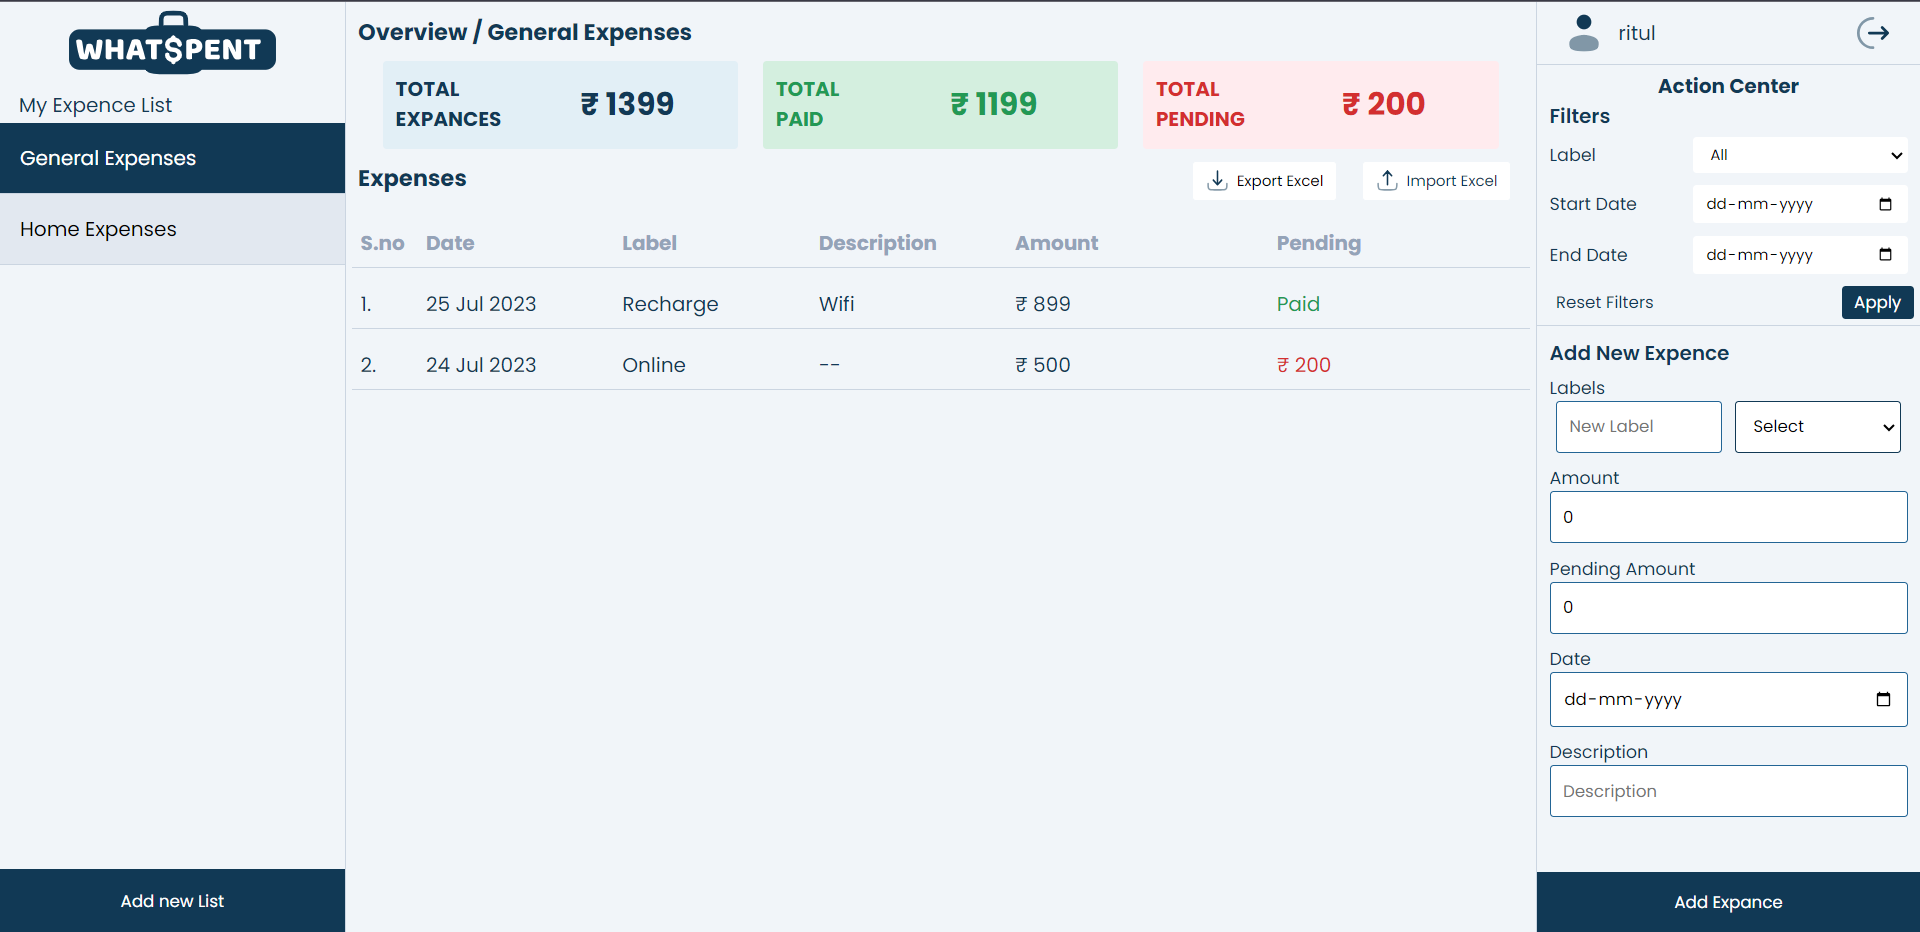 WHAT$PENT
My Expence List
General Expenses
Home Expenses
Add new List
Overview / General Expenses
TOTAL
EXPANCES
₹ 1399
TOTAL
PAID
₹ 1199
TOTAL
PENDING
₹ 200
Expenses
Export Excel
Import Excel
S.no Date Label Description Amount Pending
1. 25 Jul 2023 Recharge Wifi ₹ 899 Paid
2. 24 Jul 2023 Online -- ₹ 500 ₹ 200
ritul
Action Center
Filters
Label All
Start Date dd-mm-yyyy
End Date dd-mm-yyyy
Reset Filters Apply
Add New Expence
Labels
New Label Select
Amount
0
Pending Amount
0
Date
dd-mm-yyyy
Description
Description
Add Expance